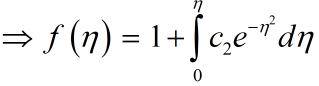 ⇒ f(η) = 1 + ∫₀^η c₂e^{−η²}dη